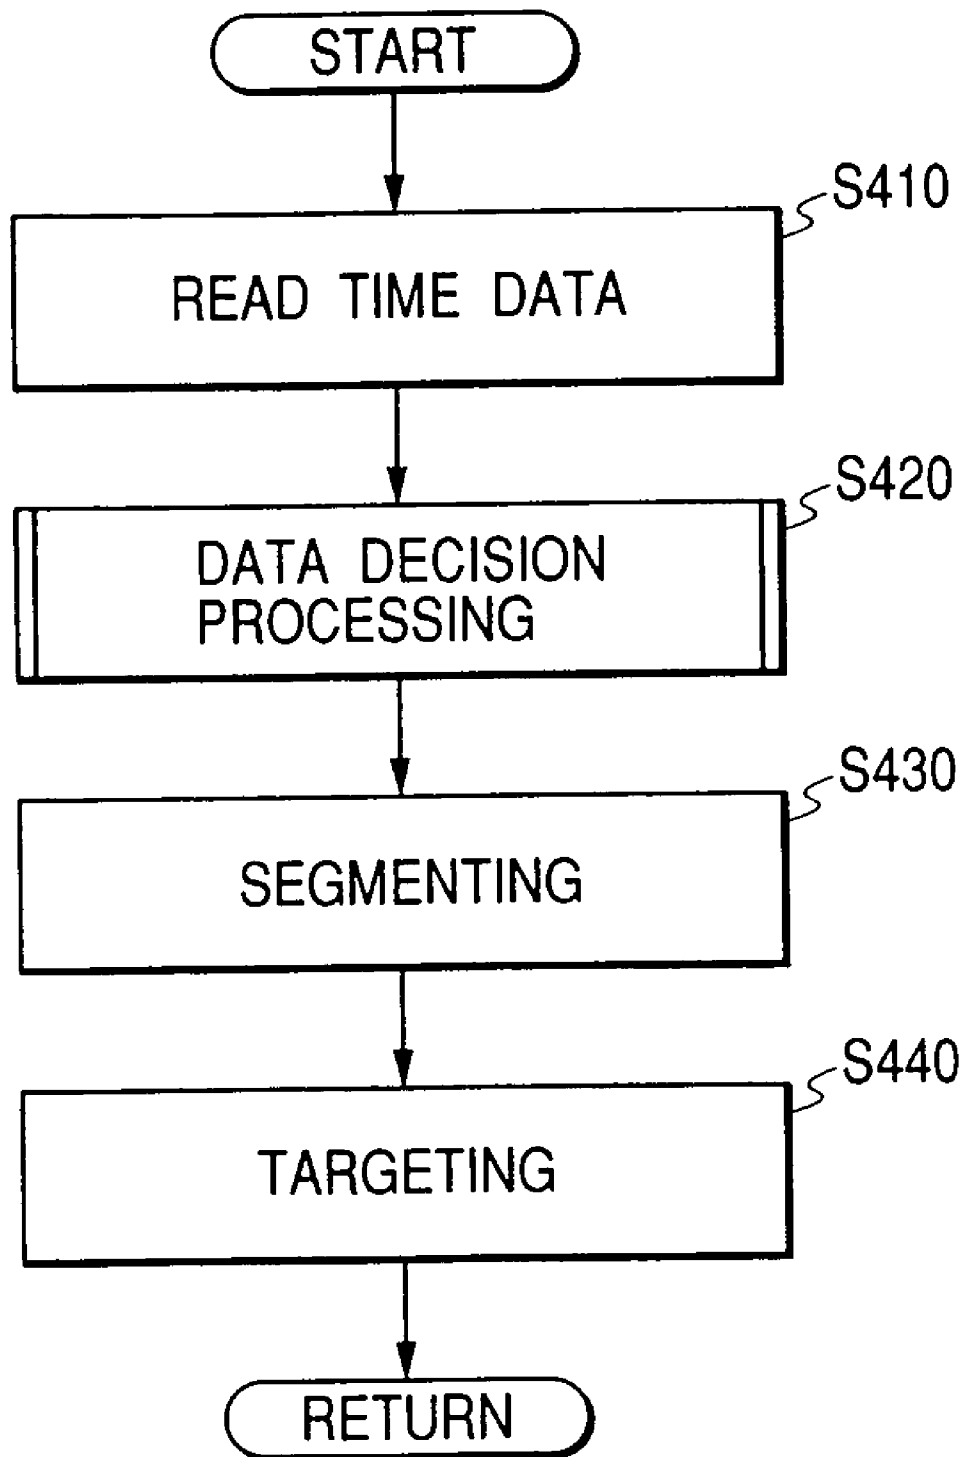 START
S410
READ TIME DATA
S420
DATA DECISION
PROCESSING
S430
SEGMENTING
S440
TARGETING
RETURN